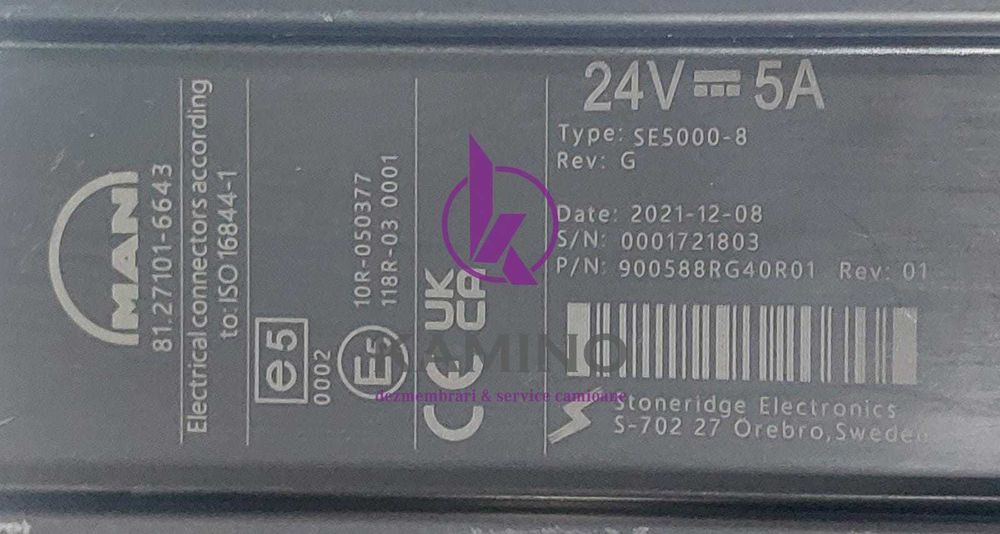 MAN
81.27101-6643
Electrical connectors according
to: ISO 16844-1
e5
0002
E5
10R-050377
118R-03 0001
CE
UK
CA
24V 5A
Type: SE5000-8
Rev: G
Date: 2021-12-08
S/N: 0001721803
P/N: 900588RG40R01 Rev: 01
Stoneridge Electronics
S-702 27 Örebro, Sweden
KAMINO
dezmembrari & service camioane